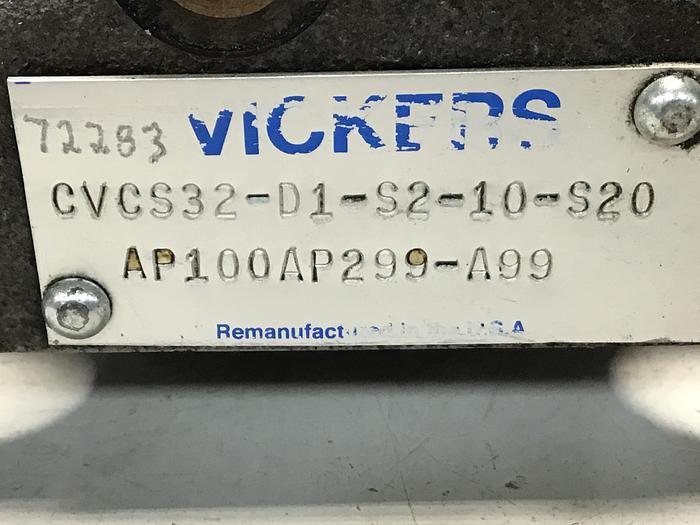 72283
VICKERS
CVCS32-D1-S2-10-S20
AP100AP299-A99
Remanufactured in the U.S.A